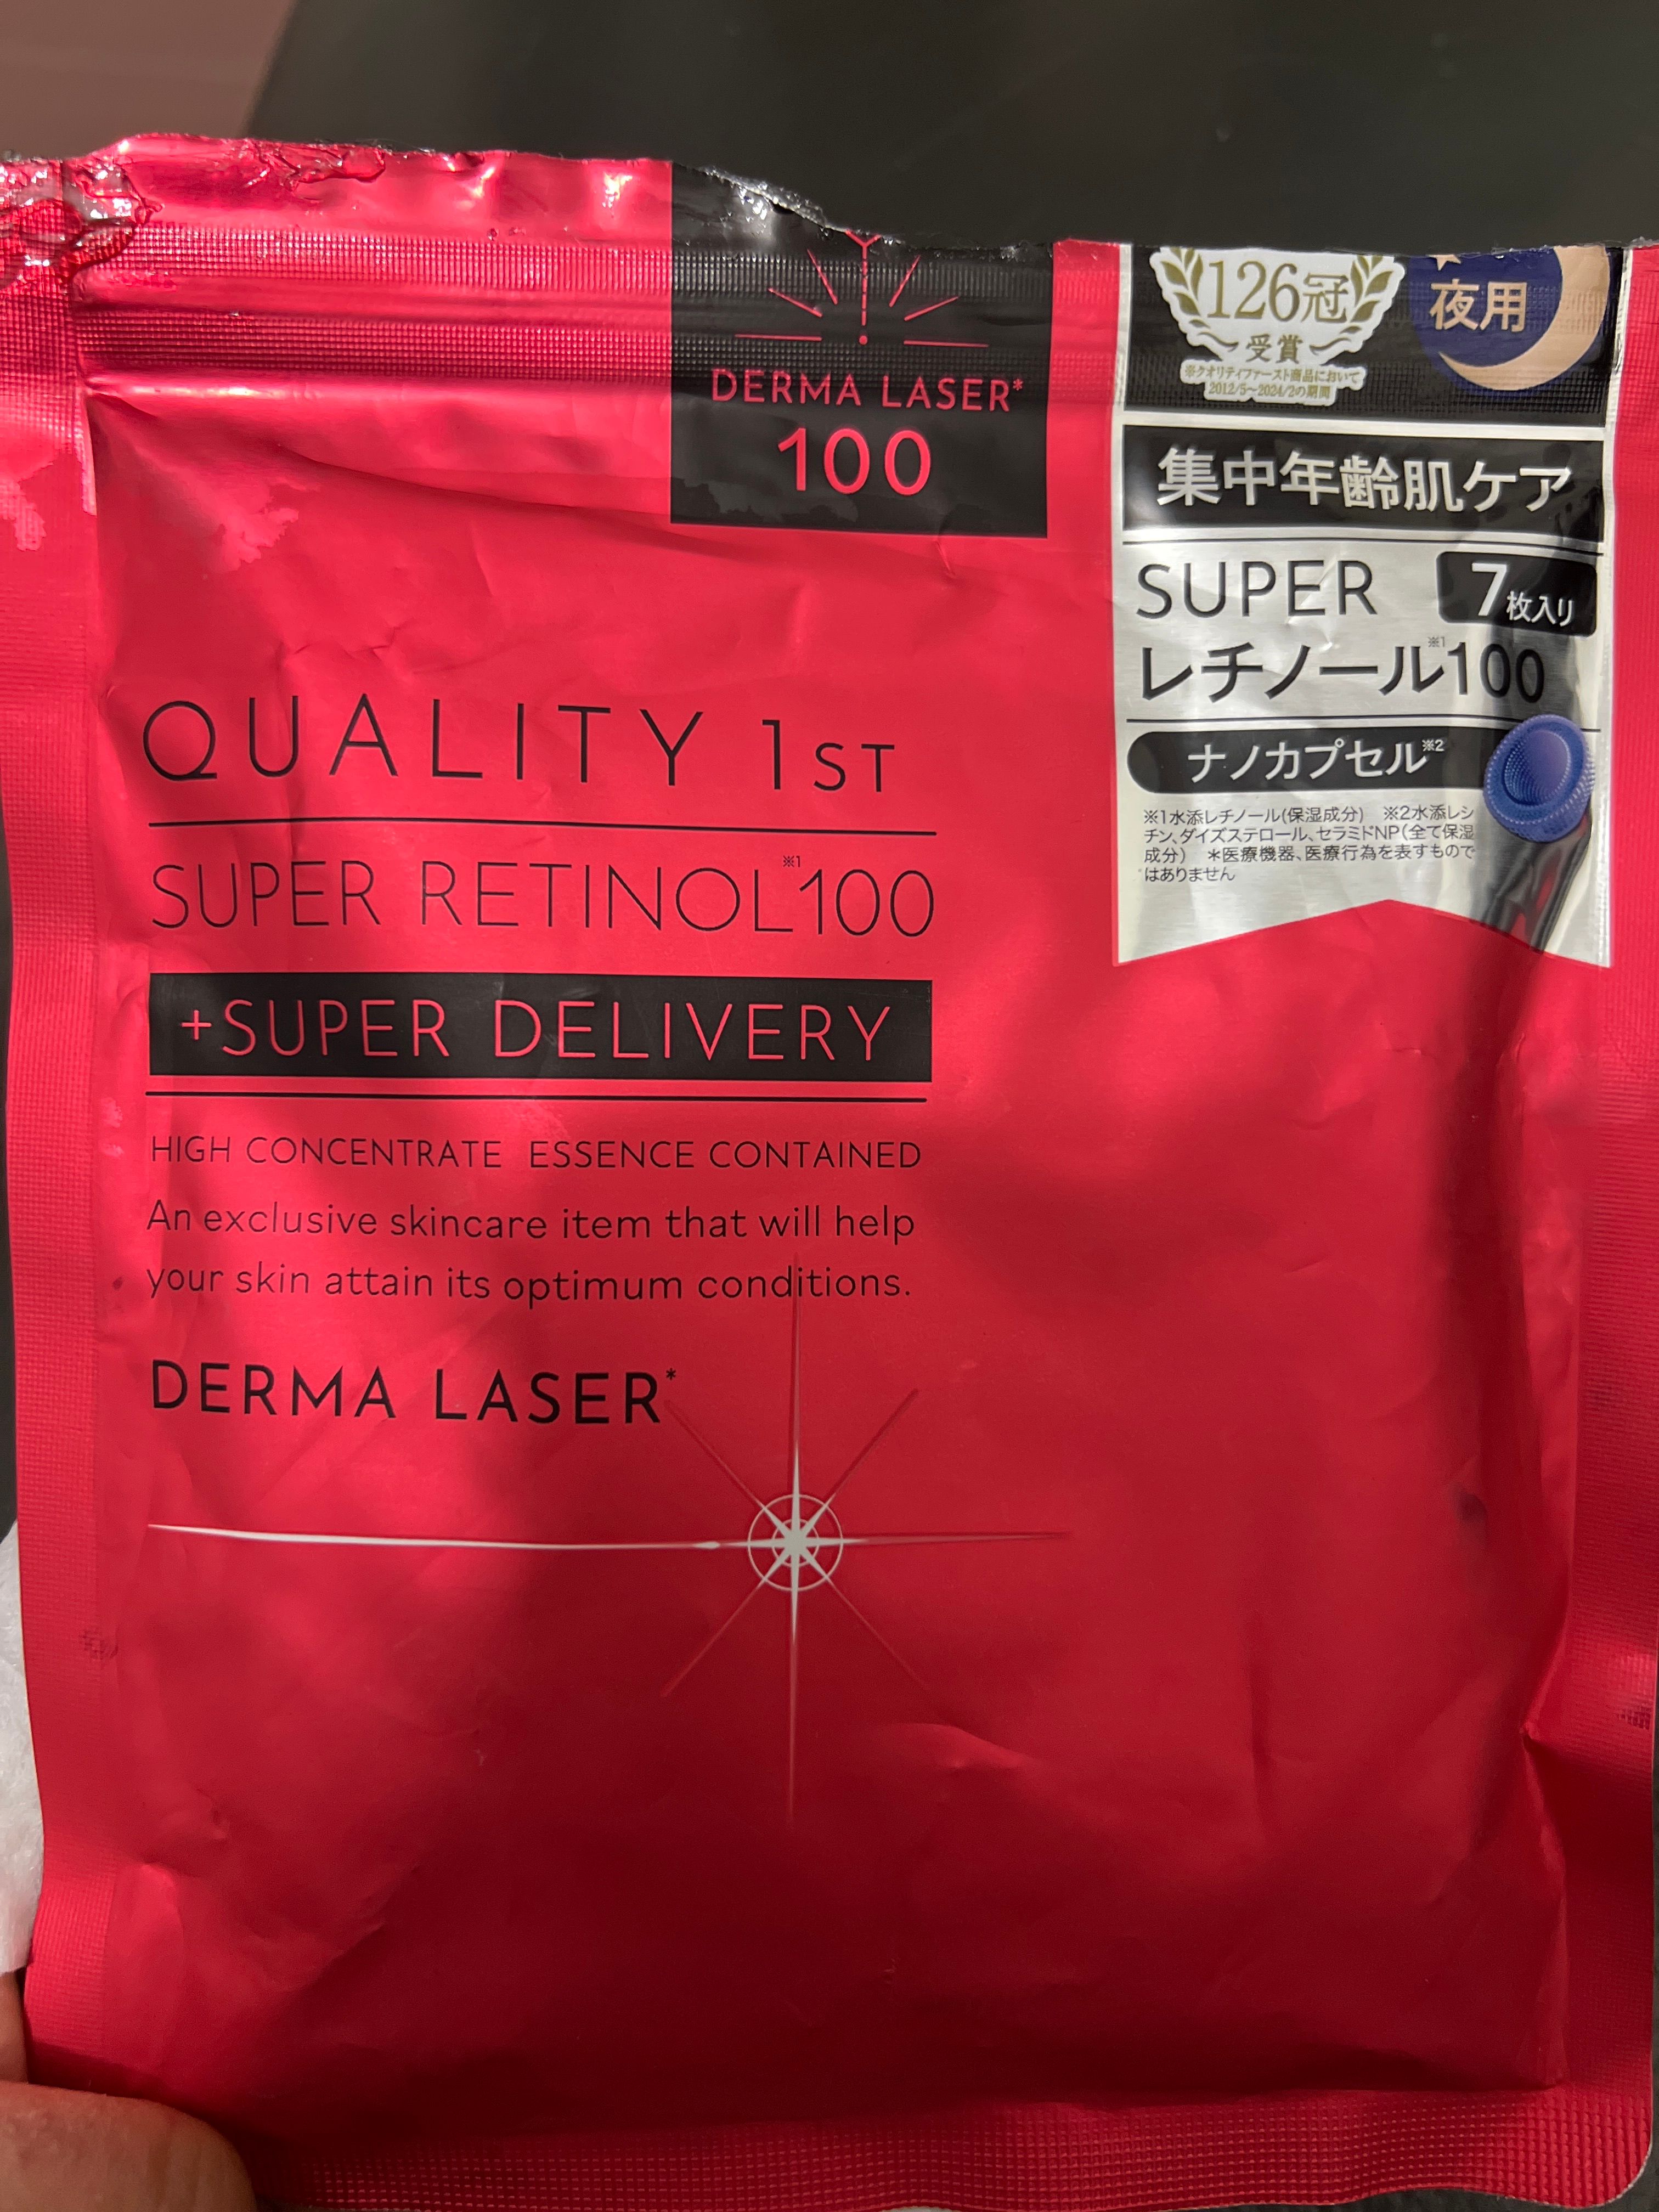 DERMA LASER*
100
126冠
受賞
※クオリティファースト商品において
2012/5～2024/2の期間
夜用
集中年齢肌ケア
SUPER
7枚入り
レチノール※1100
ナノカプセル※2
※1水添レチノール(保湿成分) ※2水添レシ
チン、ダイズステロール、セラミドNP(全て保湿
成分) ＊医療機器、医療行為を表すもので
はありません
QUALITY 1ST
SUPER RETINOL※1100
+SUPER DELIVERY
HIGH CONCENTRATE ESSENCE CONTAINED
An exclusive skincare item that will help
your skin attain its optimum conditions.
DERMA LASER*